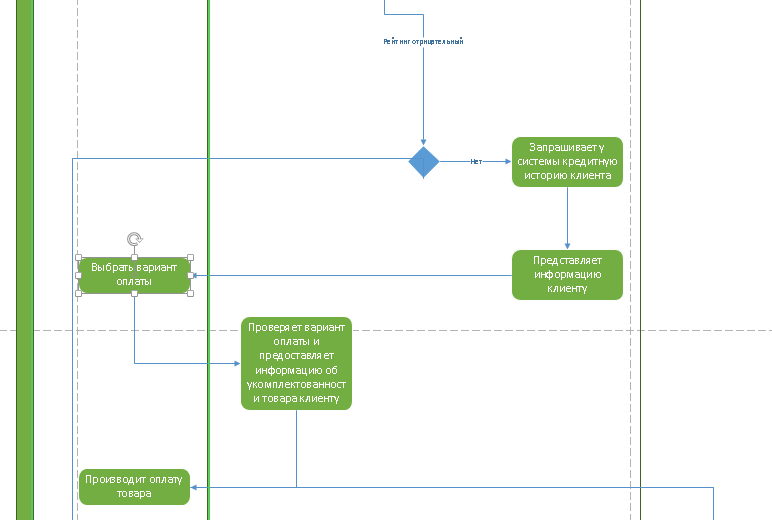 Рейтинг отрицательный
Нет
Запрашивает у
системы кредитную
историю клиента
Выбрать вариант
оплаты
Представляет
информацию
клиенту
Проверяет вариант
оплаты и
предоставляет
информацию об
укомплектованност
и товара клиенту
Производит оплату
товара